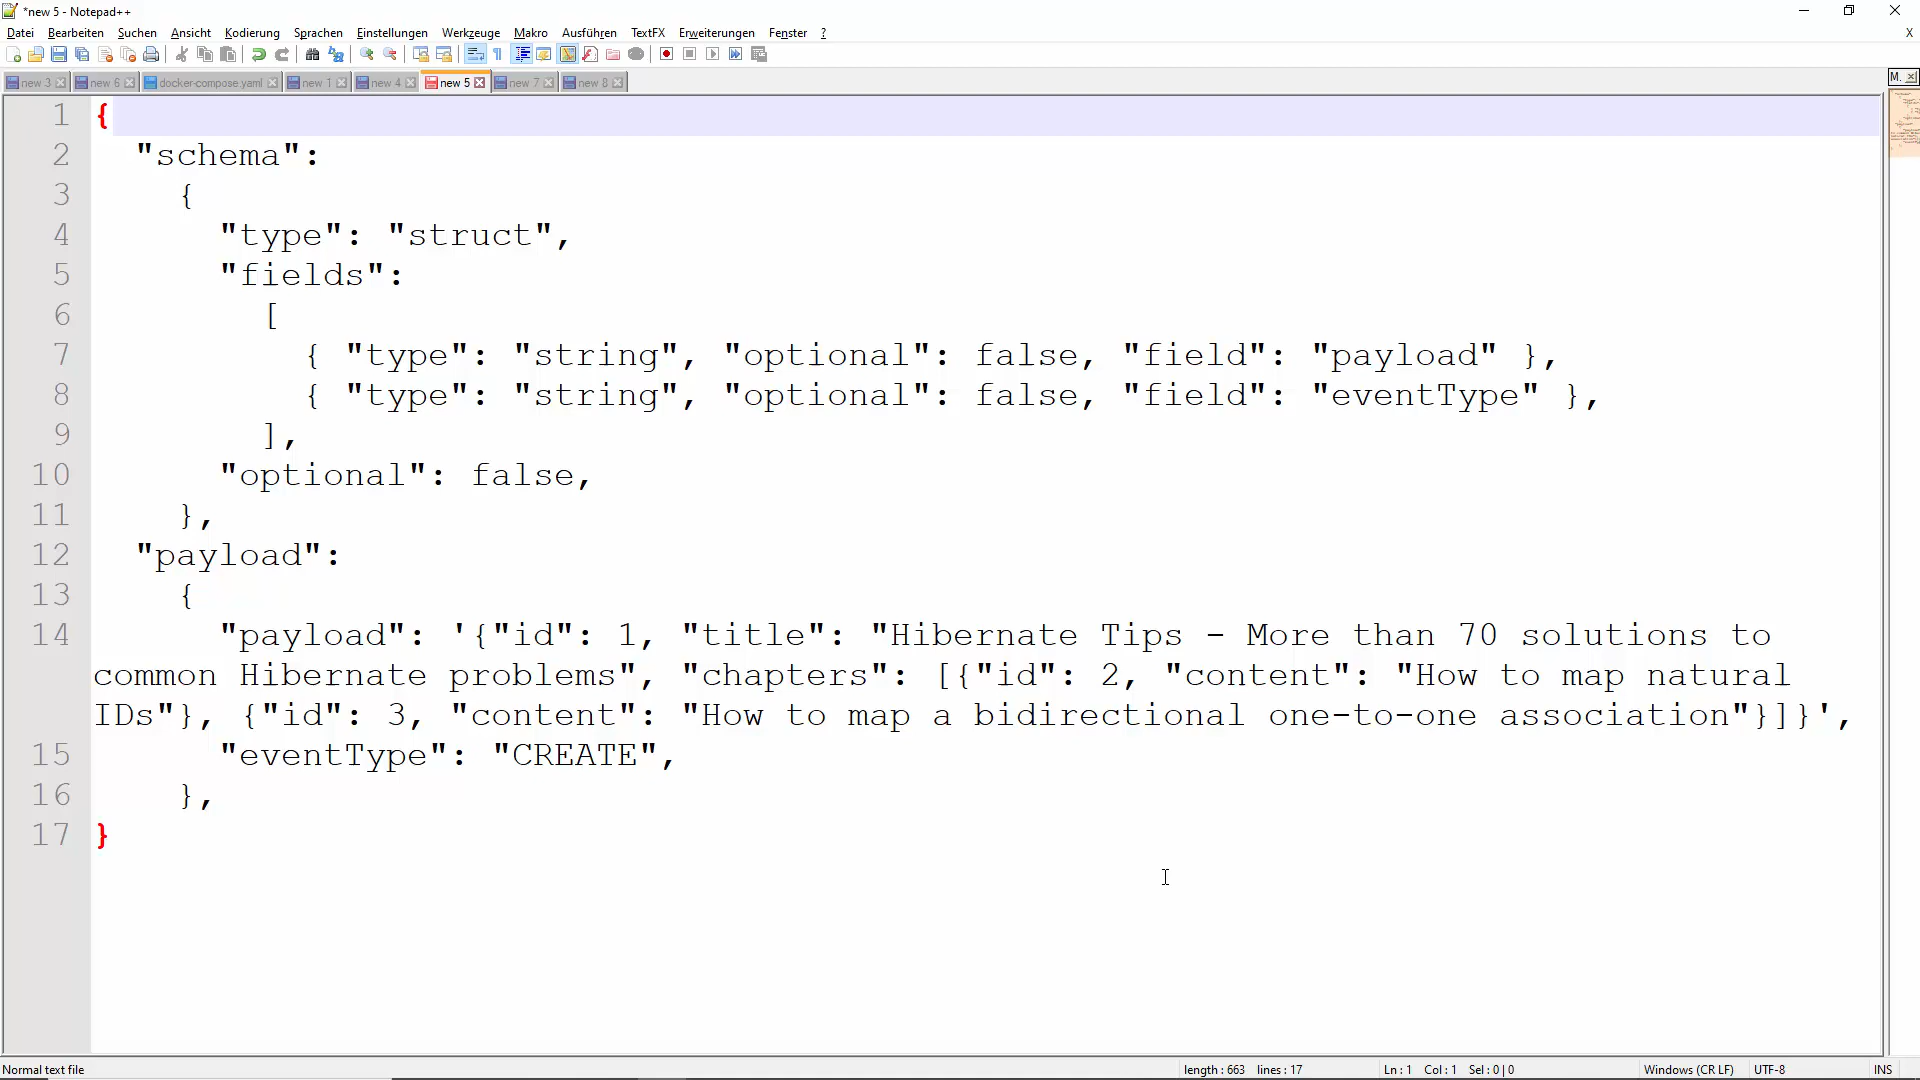 *new 5 - Notepad++
Datei Bearbeiten Suchen Ansicht Kodierung Sprachen Einstellungen Werkzeuge Makro Ausführen TextFX Erweiterungen Fenster ? X
new 3 new 6 docker-compose.yaml new 1 new 4 new 5 new 7 new 8 M.
1 {
2 "schema":
3 {
4 "type": "struct",
5 "fields":
6 [
7 { "type": "string", "optional": false, "field": "payload" },
8 { "type": "string", "optional": false, "field": "eventType" },
9 ],
10 "optional": false,
11 },
12 "payload":
13 {
14 "payload": '{"id": 1, "title": "Hibernate Tips - More than 70 solutions to
common Hibernate problems", "chapters": [{"id": 2, "content": "How to map natural
IDs"}, {"id": 3, "content": "How to map a bidirectional one-to-one association"}]}',
15 "eventType": "CREATE",
16 },
17 }
Normal text file length : 663 lines : 17 Ln : 1 Col : 1 Sel : 0 | 0 Windows (CR LF) UTF-8 INS